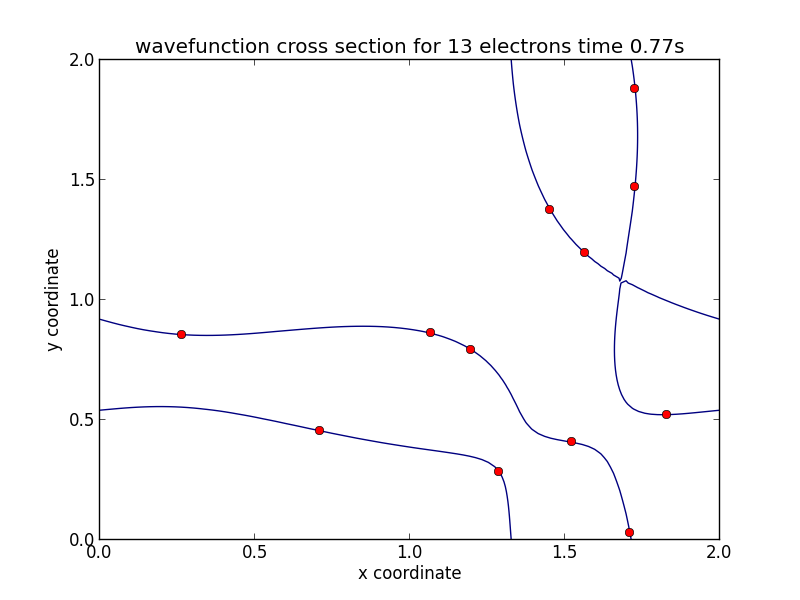 wavefunction cross section for 13 electrons time 0.77s
2.0
1.5
y coordinate
1.0
0.5
0.0
0.0 0.5 1.0 1.5 2.0
x coordinate